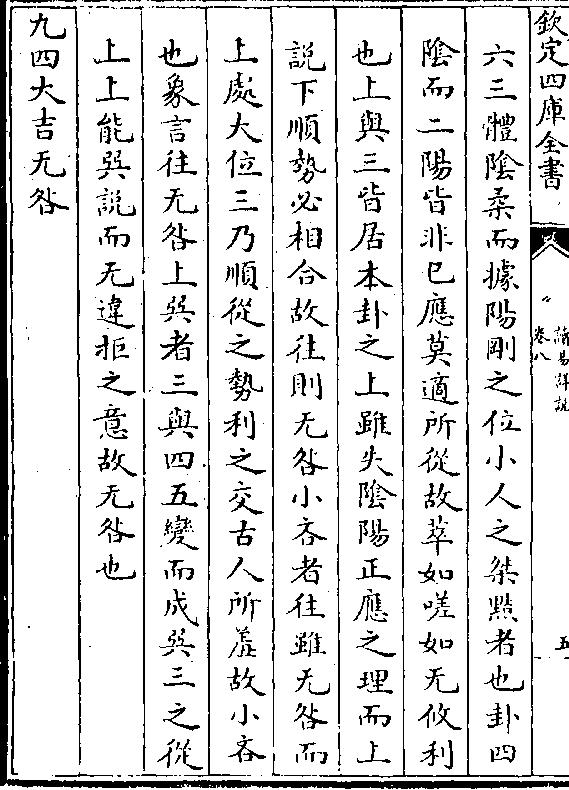 欽定四庫全書
讀易詳說
卷八
五
六三體陰柔而據陽剛之位小人之桀黠者也卦四
陰而二陽皆非已應莫適所從故萃如嗟如无攸利
也上與三皆居本卦之上雖失陰陽正應之理而上
說下順勢必相合故往則无咎小吝者往雖无咎而
上處大位三乃順從之勢利之交古人所羞故小吝
也象言往无咎上巽者三與四五變而成巽三之從
上上能巽說而无違拒之意故无咎也
九四大吉无咎